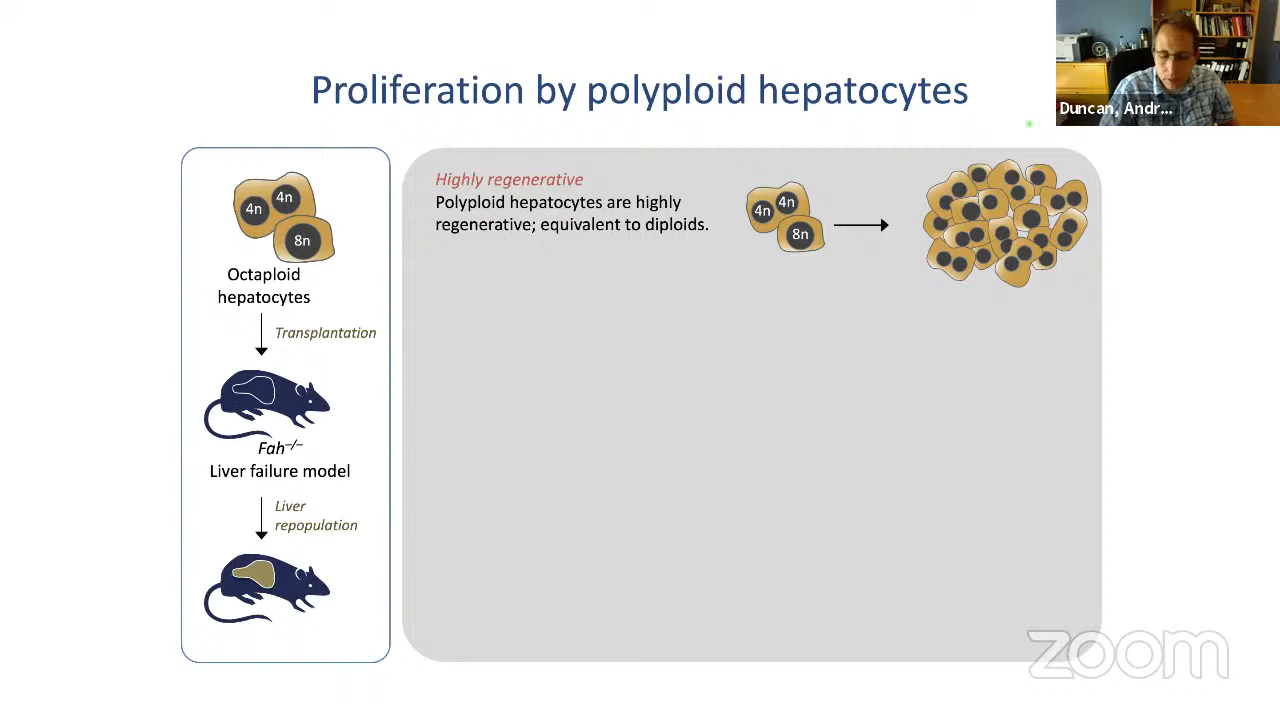 Proliferation by polyploid hepatocytes
Duncan, Andr...
4n
4n
8n
Octaploid
hepatocytes
Transplantation
Fah–/–
Liver failure model
Liver
repopulation
Highly regenerative
Polyploid hepatocytes are highly
regenerative; equivalent to diploids.
4n
4n
8n
zoom